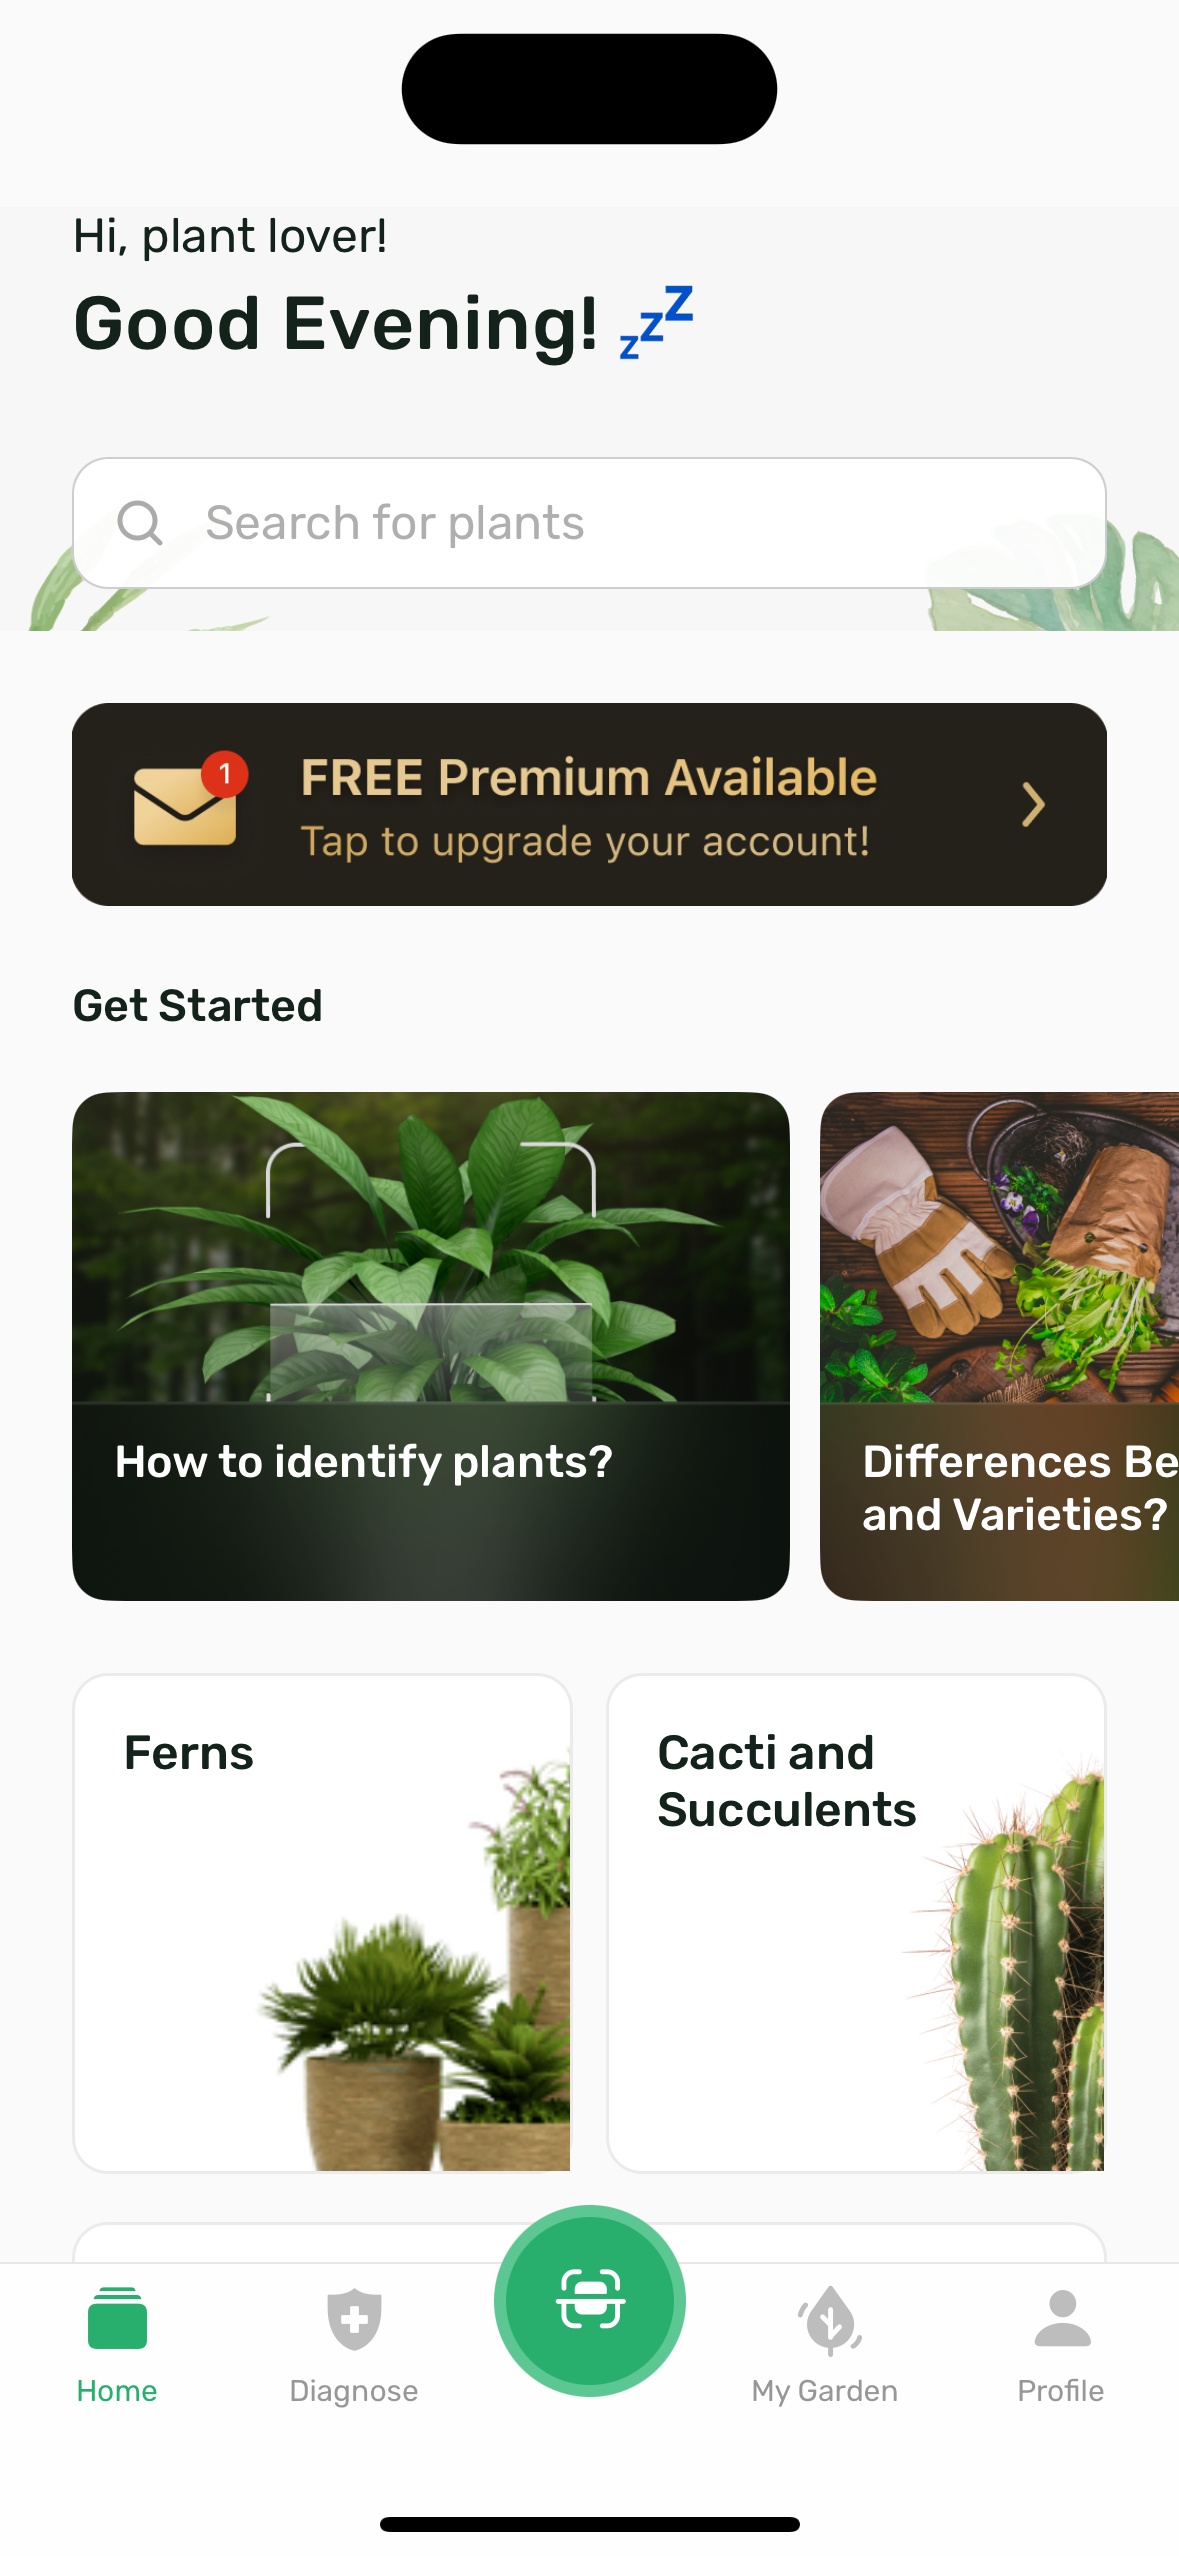 Hi, plant lover!
Good Evening! 💤
Search for plants
1
FREE Premium Available
Tap to upgrade your account!
Get Started
How to identify plants?
Differences Be
and Varieties?
Ferns
Cacti and
Succulents
Home
Diagnose
My Garden
Profile